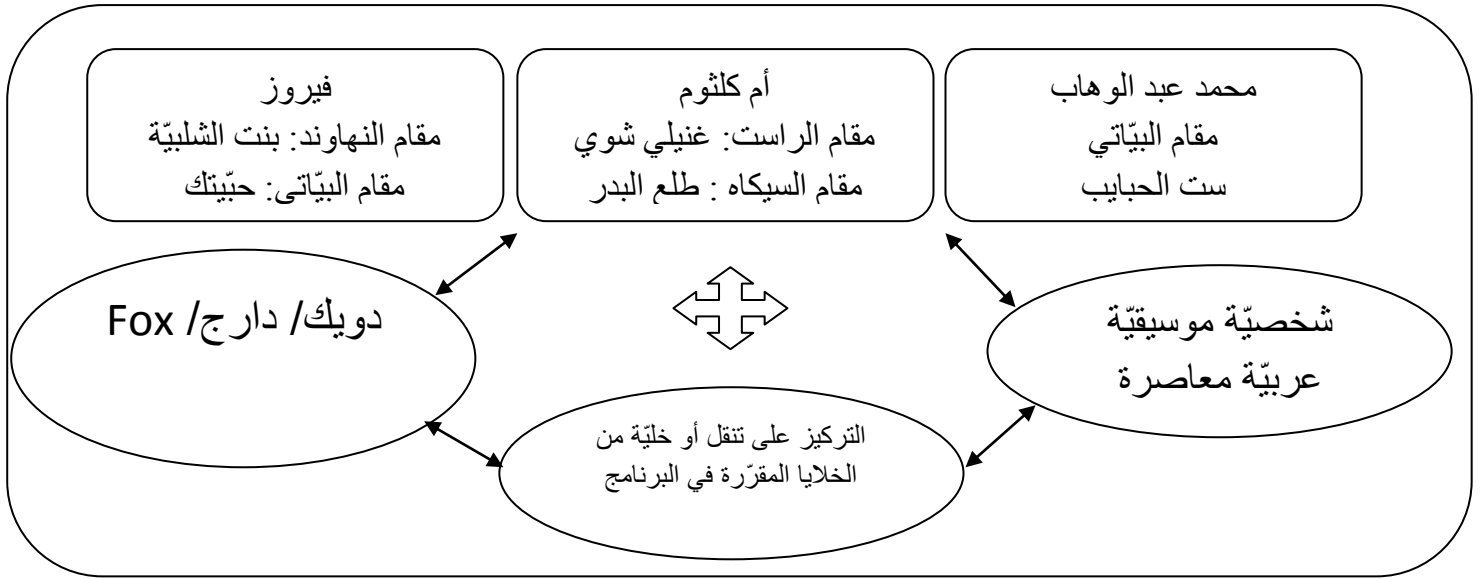 محمد عبد الوهاب
مقام البيّاتي
ست الحبايب
أم كلثوم
مقام الراست: غنيلي شوي
مقام السيكاه : طلع البدر
فيروز
مقام النهاوند: بنت الشلبيّة
مقام البيّاتى: حبّيتك
شخصيّة موسيقيّة
عربيّة معاصرة
دويك/ دارج/ Fox
التركيز على تنقل أو خليّة من
الخلايا المقرّرة في البرنامج